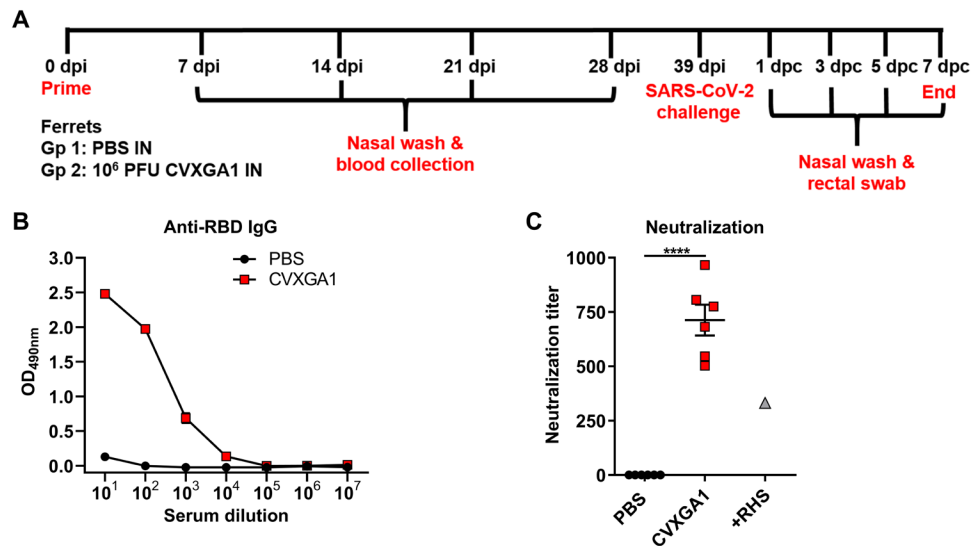 A
0 dpi 7 dpi 14 dpi 21 dpi 28 dpi 39 dpi 1 dpc 3 dpc 5 dpc 7 dpc
Prime SARS-CoV-2 End
challenge
Ferrets
Gp 1: PBS IN
Gp 2: 10⁶ PFU CVXGA1 IN
Nasal wash &
blood collection
Nasal wash &
rectal swab
B
Anti-RBD IgG
PBS
CVXGA1
OD490nm
3.0
2.5
2.0
1.5
1.0
0.5
0.0
10¹ 10² 10³ 10⁴ 10⁵ 10⁶ 10⁷
Serum dilution
C
Neutralization
****
Neutralization titer
1000
750
500
250
0
PBS CVXGA1 +RHS